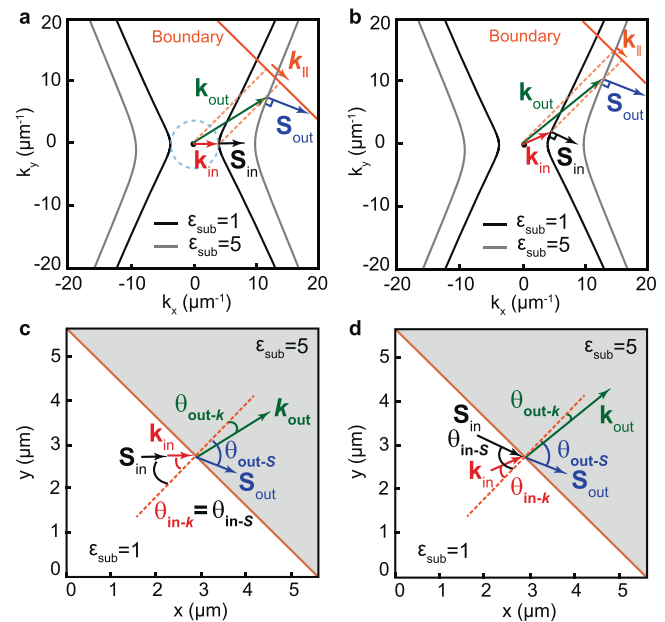 a
Boundary
k||
kout
Sout
kin
Sin
εsub=1
εsub=5
ky (µm⁻¹)
20
10
0
-10
-20
-20
-10
0
10
20
kx (µm⁻¹)
b
Boundary
k||
kout
Sout
kin
Sin
εsub=1
εsub=5
ky (µm⁻¹)
20
10
0
-10
-20
-20
-10
0
10
20
kx (µm⁻¹)
c
εsub=5
θout-k
kout
kin
Sin
θout-S
Sout
θin-k = θin-S
εsub=1
y (µm)
5
4
3
2
1
0
0
1
2
3
4
5
x (µm)
d
εsub=5
θout-k
kout
Sin
θin-S
θout-S
kin
Sout
θin-k
εsub=1
y (µm)
5
4
3
2
1
0
0
1
2
3
4
5
x (µm)